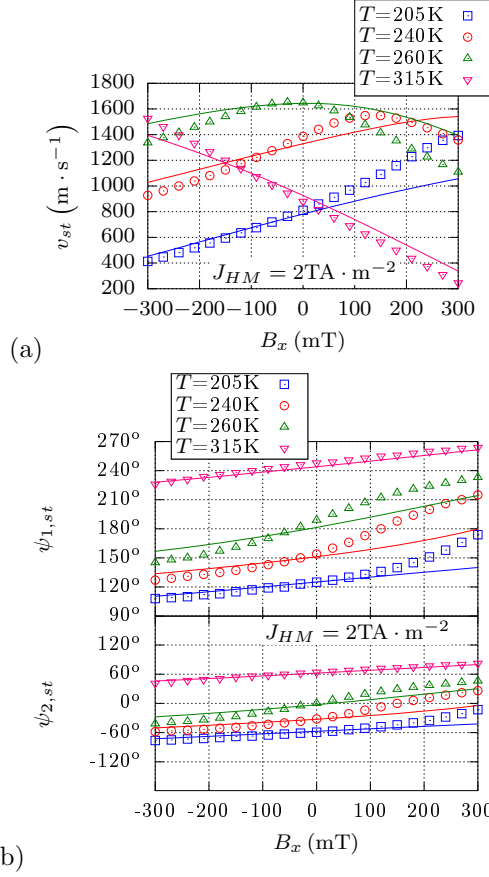 T=205K
T=240K
T=260K
T=315K
1800
1600
1400
1200
1000
800
600
400
200
v_st (m · s⁻¹)
J_HM = 2TA · m⁻²
−300 −200 −100 0 100 200 300
B_x (mT)
(a)
T=205K
T=240K
T=260K
T=315K
270°
240°
210°
180°
150°
120°
90°
ψ_1,st
J_HM = 2TA · m⁻²
120°
60°
0°
-60°
-120°
ψ_2,st
-300 -200 -100 0 100 200 300
B_x (mT)
b)